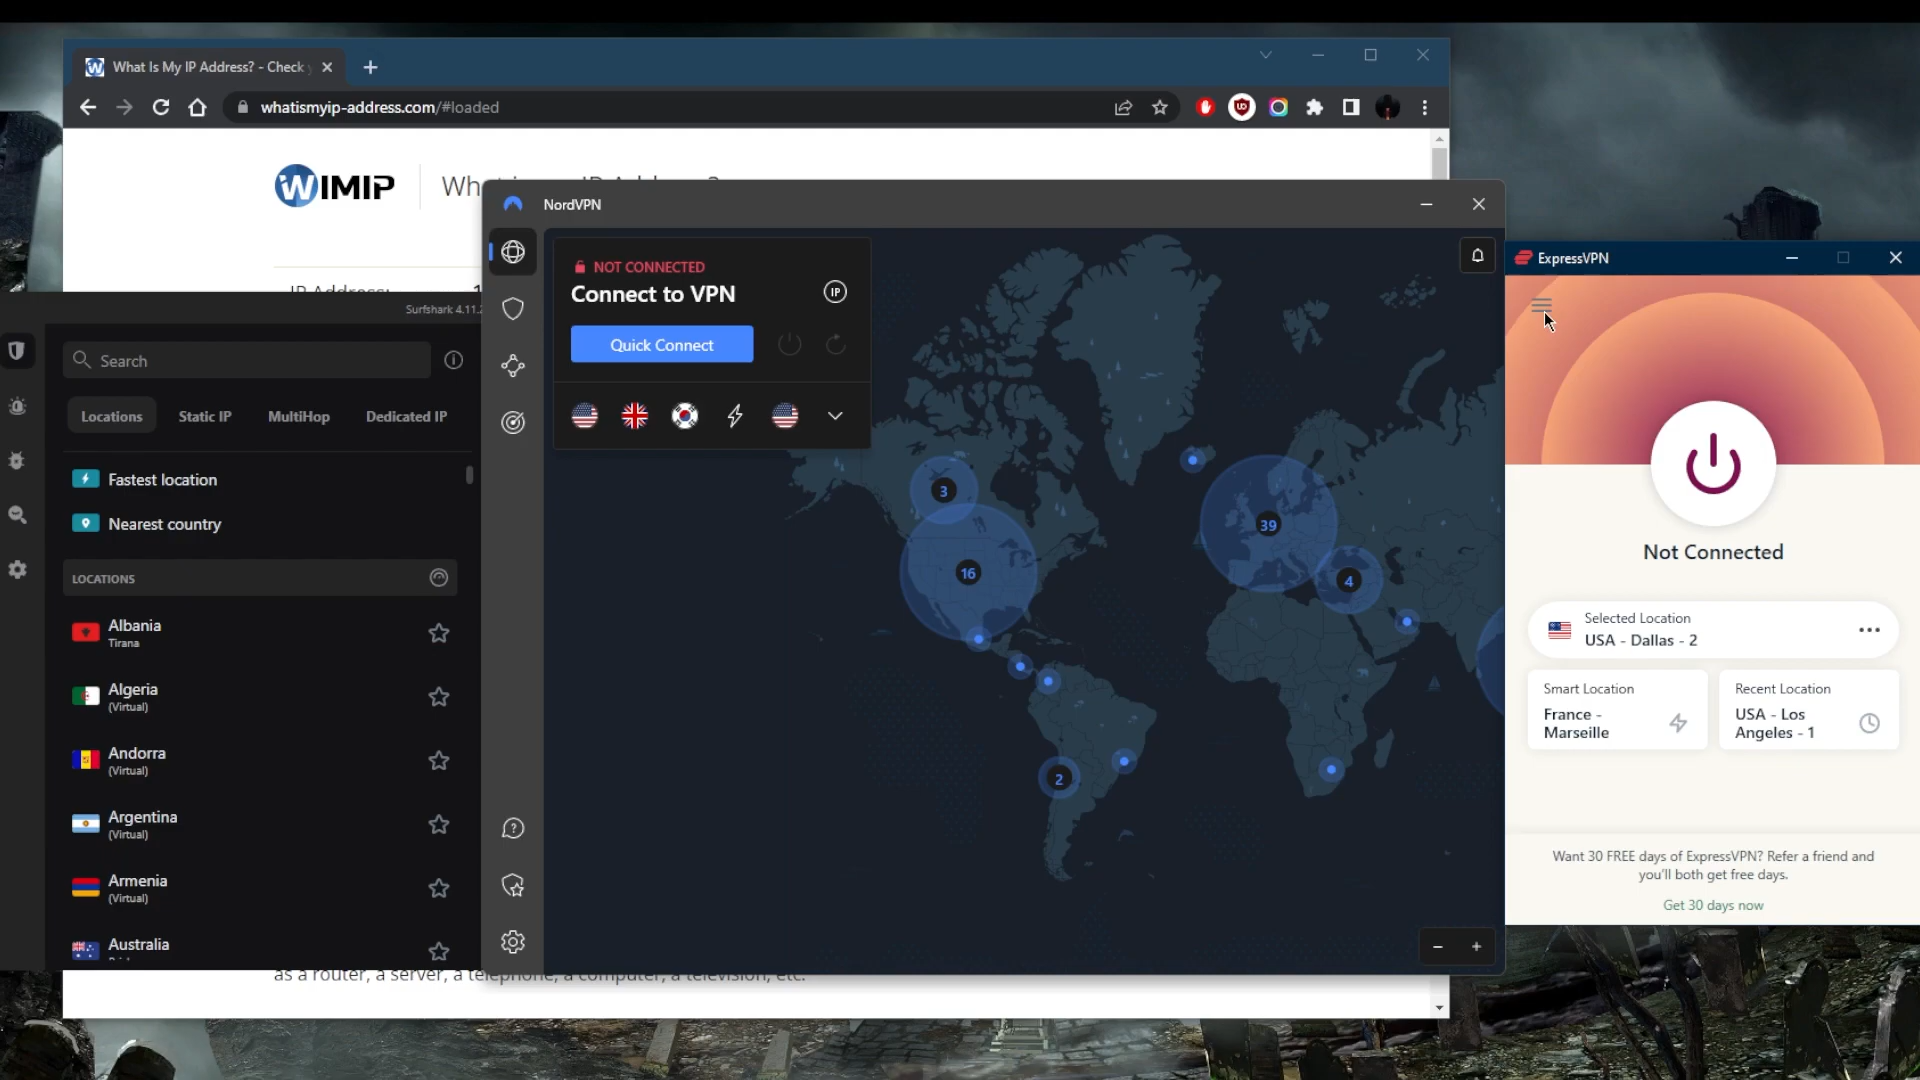 What Is My IP Address? - Check
whatismyip-address.com/#loaded
WIMIP
NordVPN
NOT CONNECTED
Connect to VPN
IP
Quick Connect
3
16
39
4
2
Surfshark 4.11.
Search
Locations
Static IP
MultiHop
Dedicated IP
Fastest location
Nearest country
LOCATIONS
Albania
Tirana
Algeria
(Virtual)
Andorra
(Virtual)
Argentina
(Virtual)
Armenia
(Virtual)
Australia
as a router, a server, a telephone, a computer, a television, etc.
ExpressVPN
Not Connected
Selected Location
USA - Dallas - 2
Smart Location
France -
Marseille
Recent Location
USA - Los
Angeles - 1
Want 30 FREE days of ExpressVPN? Refer a friend and
you'll both get free days.
Get 30 days now